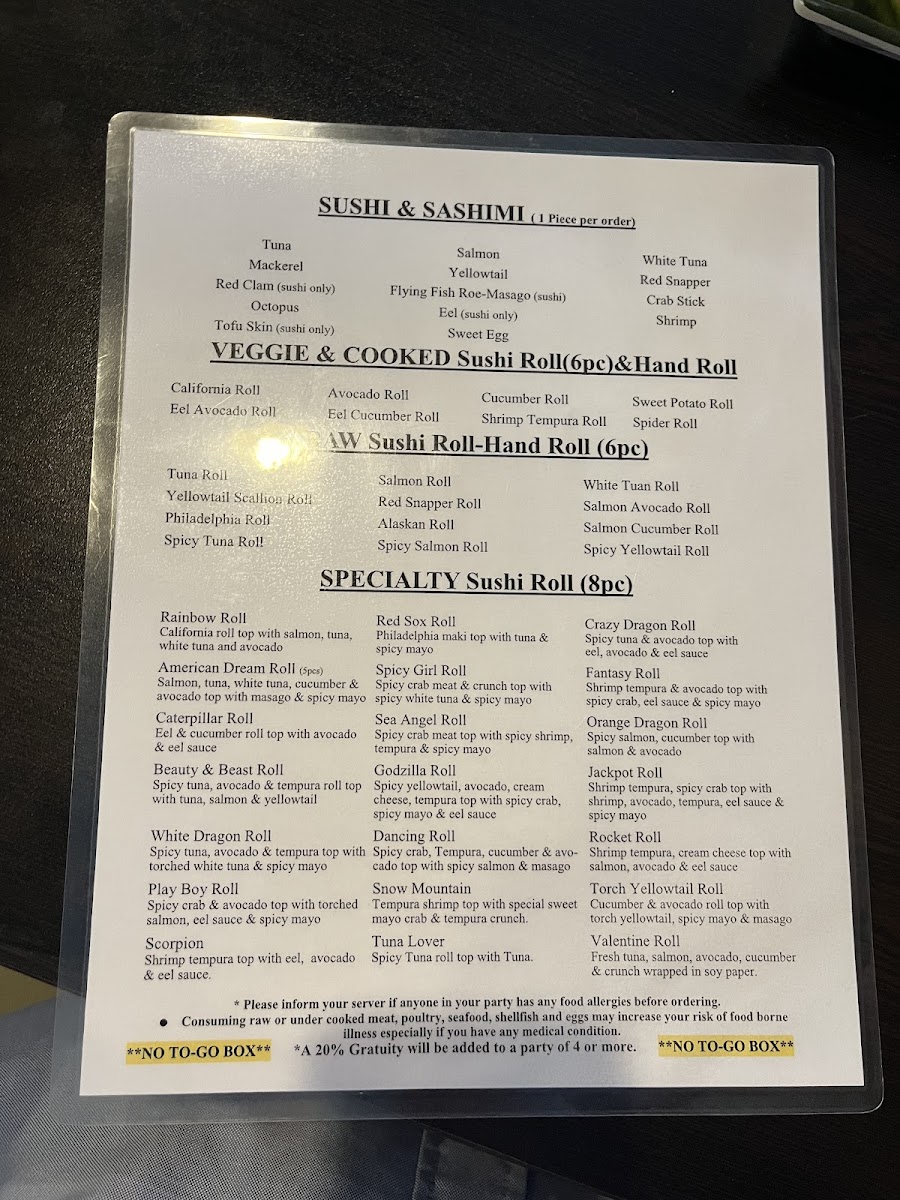 SUSHI & SASHIMI ( 1 Piece per order)
Tuna
Mackerel
Red Clam (sushi only)
Octopus
Tofu Skin (sushi only)
Salmon
Yellowtail
Flying Fish Roe-Masago (sushi)
Eel (sushi only)
Sweet Egg
White Tuna
Red Snapper
Crab Stick
Shrimp
VEGGIE & COOKED Sushi Roll(6pc)&Hand Roll
California Roll
Eel Avocado Roll
Avocado Roll
Eel Cucumber Roll
Cucumber Roll
Shrimp Tempura Roll
Sweet Potato Roll
Spider Roll
RAW Sushi Roll-Hand Roll (6pc)
Tuna Roll
Yellowtail Scallion Roll
Philadelphia Roll
Spicy Tuna Roll
Salmon Roll
Red Snapper Roll
Alaskan Roll
Spicy Salmon Roll
White Tuan Roll
Salmon Avocado Roll
Salmon Cucumber Roll
Spicy Yellowtail Roll
SPECIALTY Sushi Roll (8pc)
Rainbow Roll
California roll top with salmon, tuna,
white tuna and avocado
American Dream Roll (5pcs)
Salmon, tuna, white tuna, cucumber &
avocado top with masago & spicy mayo
Caterpillar Roll
Eel & cucumber roll top with avocado
& eel sauce
Beauty & Beast Roll
Spicy tuna, avocado & tempura roll top
with tuna, salmon & yellowtail
White Dragon Roll
Spicy tuna, avocado & tempura top with
torched white tuna & spicy mayo
Play Boy Roll
Spicy crab & avocado top with torched
salmon, eel sauce & spicy mayo
Scorpion
Shrimp tempura top with eel, avocado
& eel sauce.
Red Sox Roll
Philadelphia maki top with tuna &
spicy mayo
Spicy Girl Roll
Spicy crab meat & crunch top with
spicy white tuna & spicy mayo
Sea Angel Roll
Spicy crab meat top with spicy shrimp,
tempura & spicy mayo
Godzilla Roll
Spicy yellowtail, avocado, cream
cheese, tempura top with spicy crab,
spicy mayo & eel sauce
Dancing Roll
Spicy crab, Tempura, cucumber & avo-
cado top with spicy salmon & masago
Snow Mountain
Tempura shrimp top with special sweet
mayo crab & tempura crunch.
Tuna Lover
Spicy Tuna roll top with Tuna.
Crazy Dragon Roll
Spicy tuna & avocado top with
eel, avocado & eel sauce
Fantasy Roll
Shrimp tempura & avocado top with
spicy crab, eel sauce & spicy mayo
Orange Dragon Roll
Spicy salmon, cucumber top with
salmon & avocado
Jackpot Roll
Shrimp tempura, spicy crab top with
shrimp, avocado, tempura, eel sauce &
spicy mayo
Rocket Roll
Shrimp tempura, cream cheese top with
salmon, avocado & eel sauce
Torch Yellowtail Roll
Cucumber & avocado roll top with
torch yellowtail, spicy mayo & masago
Valentine Roll
Fresh tuna, salmon, avocado, cucumber
& crunch wrapped in soy paper.
* Please inform your server if anyone in your party has any food allergies before ordering.
● Consuming raw or under cooked meat, poultry, seafood, shellfish and eggs may increase your risk of food borne
illness especially if you have any medical condition.
**NO TO-GO BOX** *A 20% Gratuity will be added to a party of 4 or more. **NO TO-GO BOX**